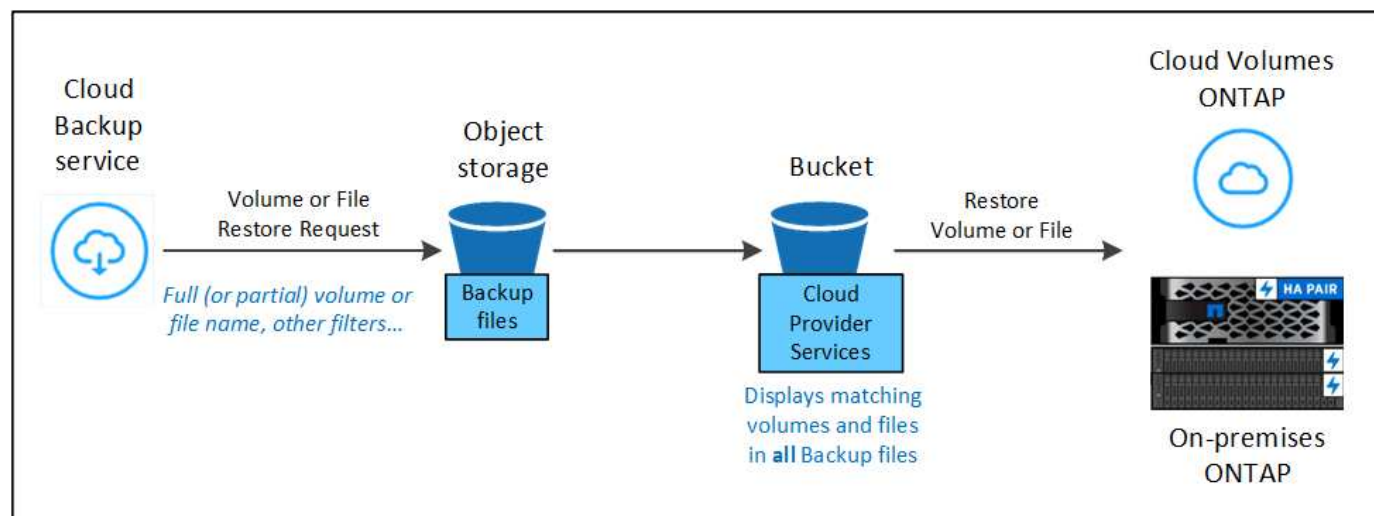 Cloud
Backup
service
Volume or File
Restore Request
Full (or partial) volume or
file name, other filters...
Object
storage
Backup
files
Bucket
Cloud
Provider
Services
Displays matching
volumes and files
in all Backup files
Restore
Volume or File
Cloud Volumes
ONTAP
HA PAIR
On-premises
ONTAP